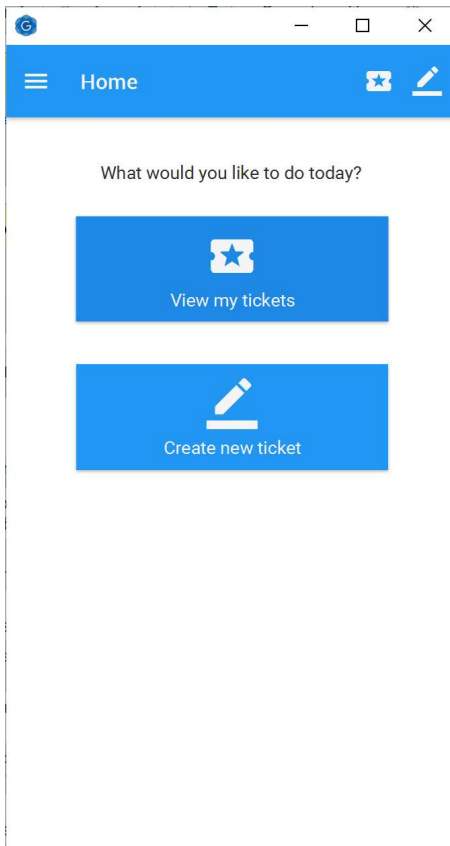 G
Home
What would you like to do today?
View my tickets
Create new ticket